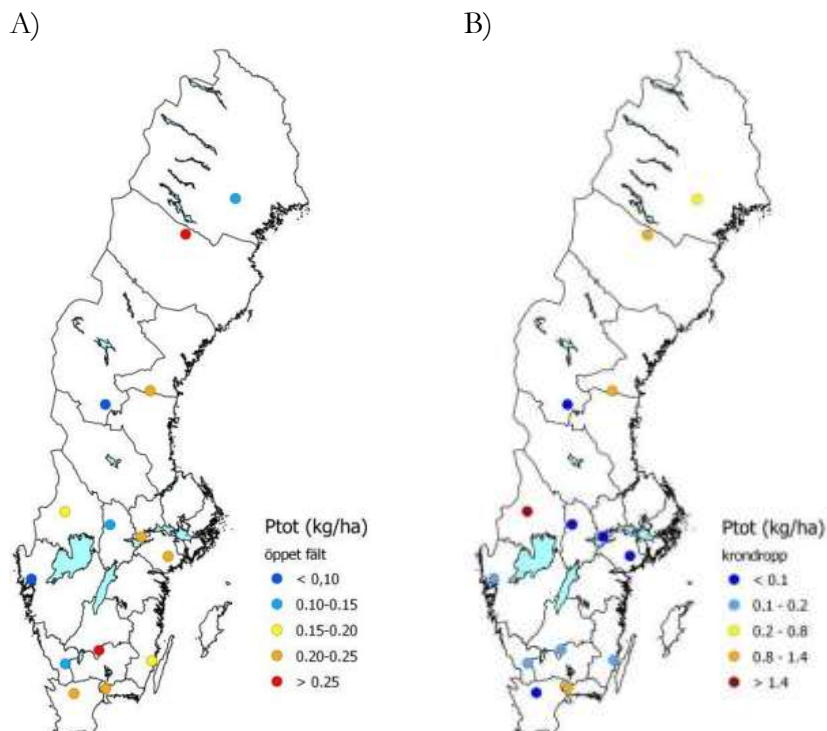 A)
B)
Ptot (kg/ha)
öppet fält
< 0,10
0.10-0.15
0.15-0.20
0.20-0.25
> 0.25
Ptot (kg/ha)
krondropp
< 0.1
0.1 - 0.2
0.2 - 0.8
0.8 - 1.4
> 1.4